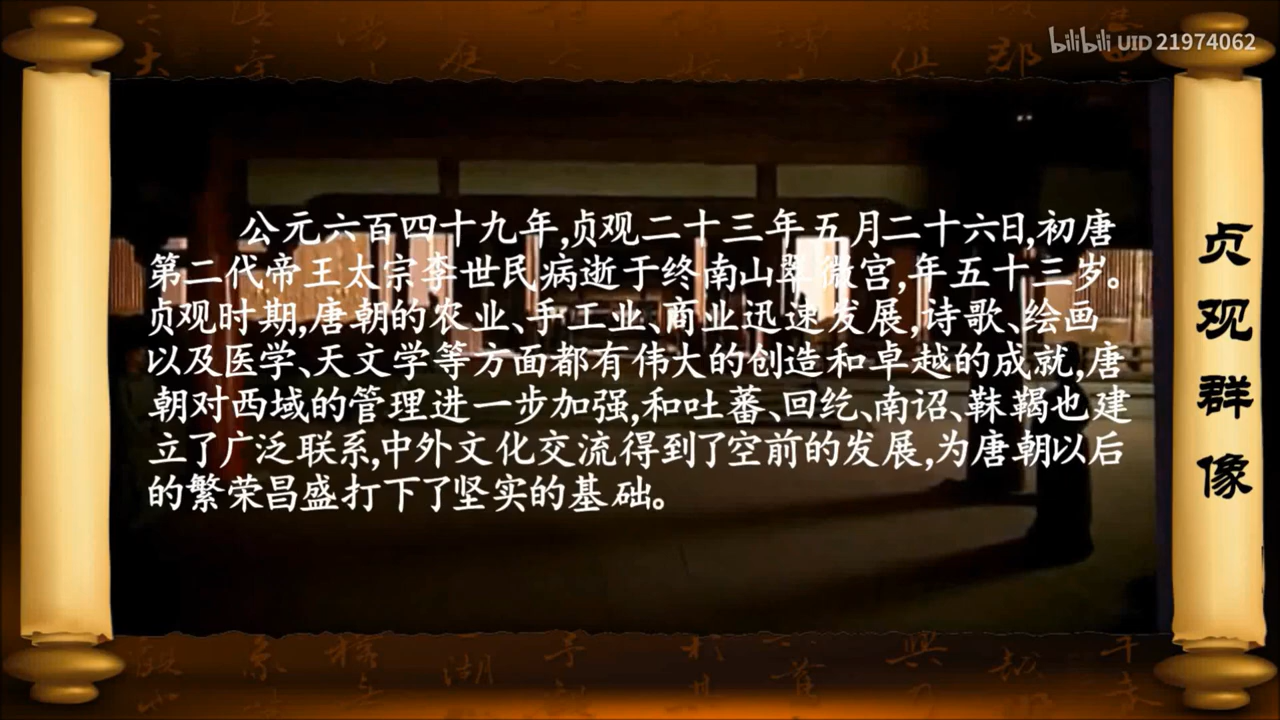 bilibili UID 21974062
公元六百四十九年,贞观二十三年五月二十六日,初唐
第二代帝王太宗李世民病逝于终南山翠微宫,年五十三岁。
贞观时期,唐朝的农业、手工业、商业迅速发展,诗歌、绘画
以及医学、天文学等方面都有伟大的创造和卓越的成就,唐
朝对西域的管理进一步加强,和吐蕃、回纥、南诏、靺鞨也建
立了广泛联系,中外文化交流得到了空前的发展,为唐朝以后
的繁荣昌盛打下了坚实的基础。
贞观群像